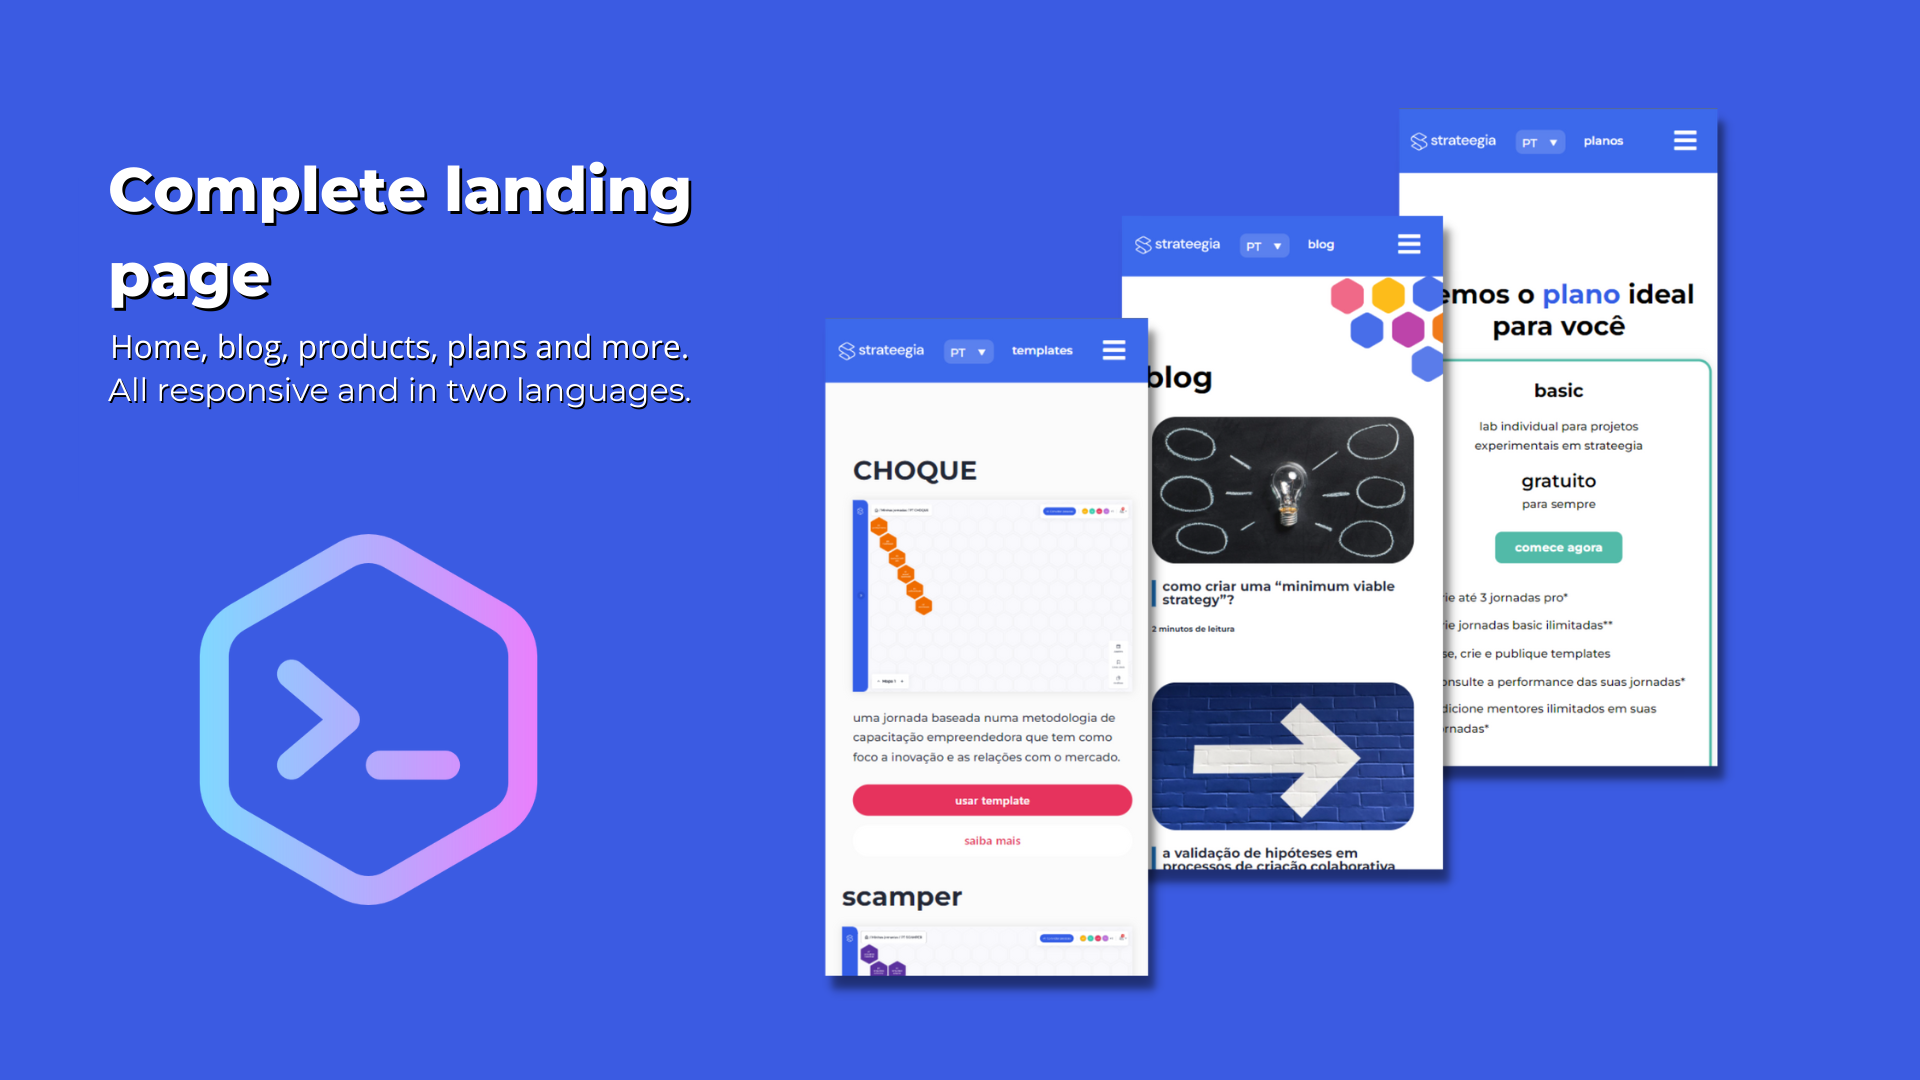 Complete landing
page
Home, blog, products, plans and more.
All responsive and in two languages.
strateegia PT ▼ templates
CHOQUE
uma jornada baseada numa metodologia de
capacitação empreendedora que tem como
foco a inovação e as relações com o mercado.
usar template
saiba mais
scamper
strateegia PT ▼ blog
blog
como criar uma “minimum viable
strategy”?
2 minutos de leitura
a validação de hipóteses em
processos de criação colaborativa
strateegia PT ▼ planos
emos o plano ideal
para você
basic
lab individual para projetos
experimentais em strateegia
gratuito
para sempre
comece agora
rie até 3 jornadas pro*
rie jornadas basic ilimitadas**
se, crie e publique templates
onsulte a performance das suas jornadas*
dicione mentores ilimitados em suas
ornadas*